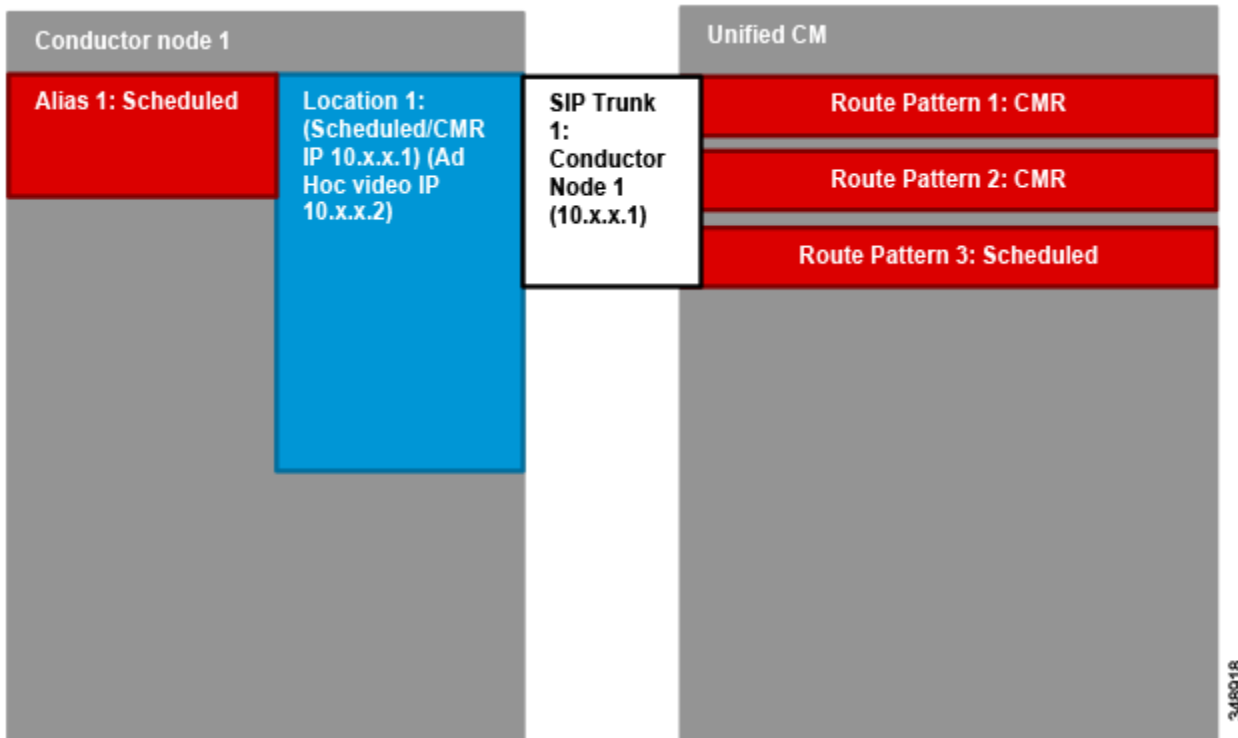 Conductor node 1
Alias 1: Scheduled
Location 1:
(Scheduled/CMR
IP 10.x.x.1) (Ad
Hoc video IP
10.x.x.2)
SIP Trunk
1:
Conductor
Node 1
(10.x.x.1)
Unified CM
Route Pattern 1: CMR
Route Pattern 2: CMR
Route Pattern 3: Scheduled
348918